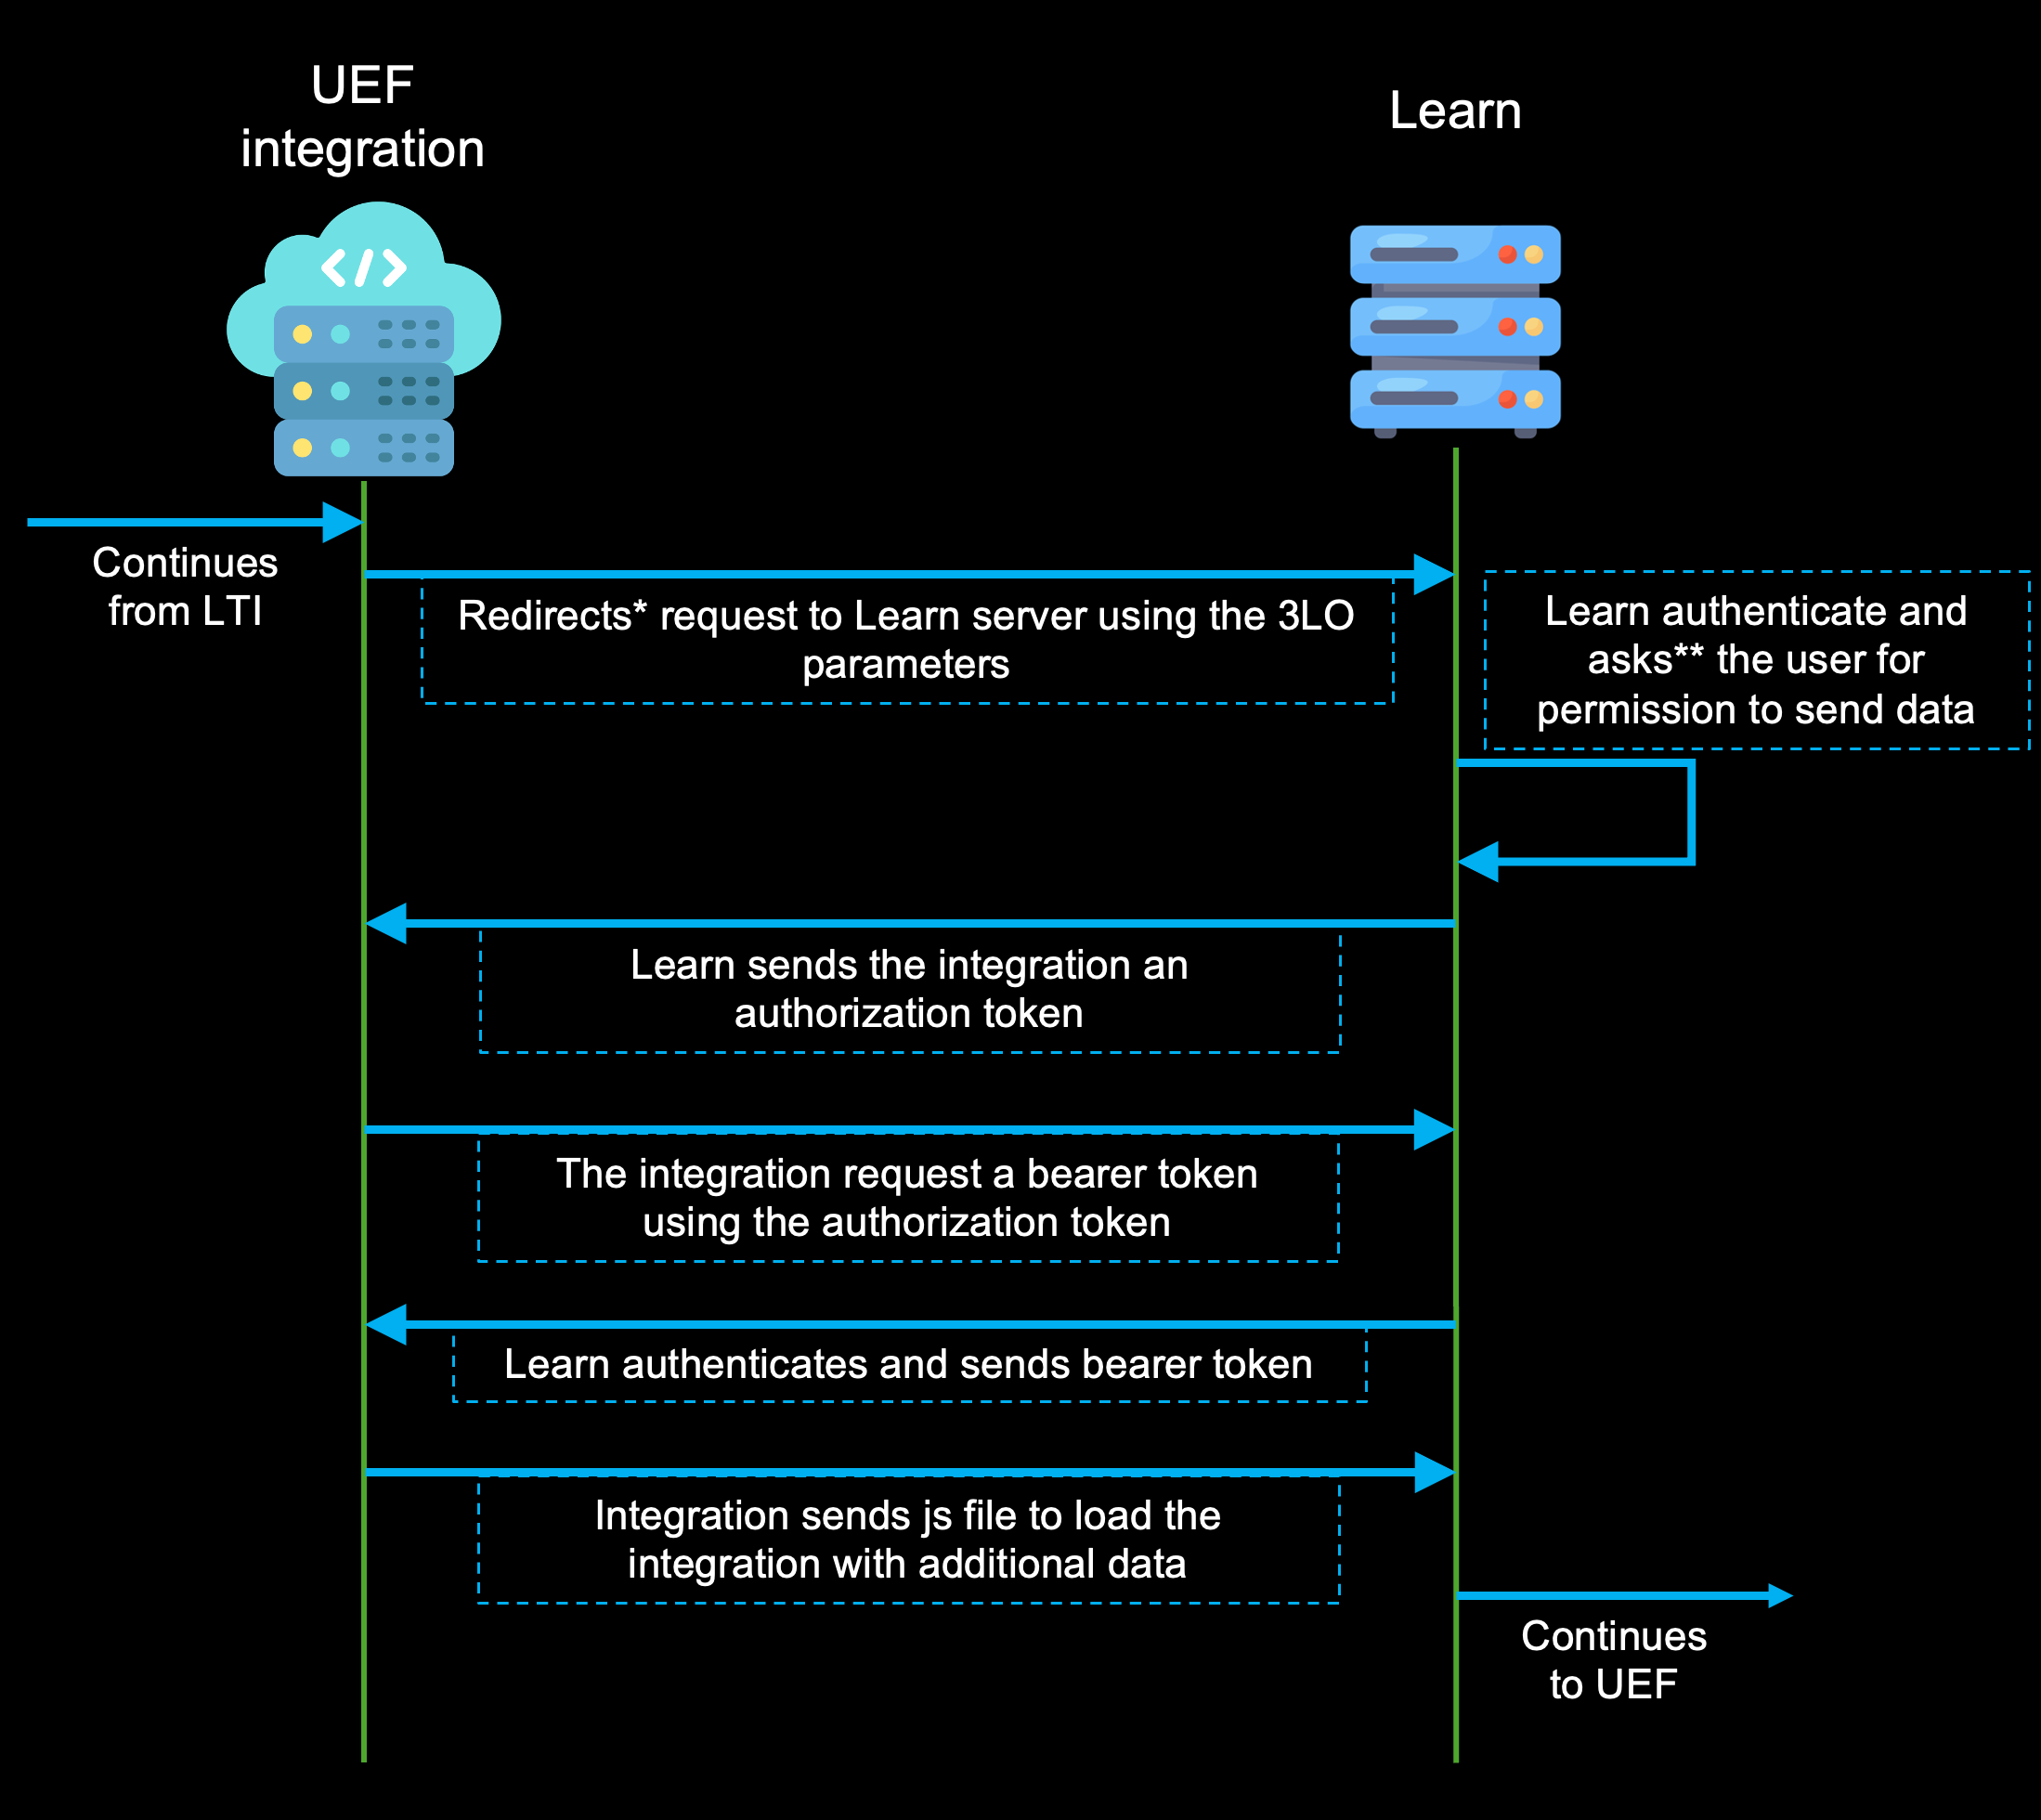 UEF
integration
Learn
</>
Continues
from LTI
Redirects* request to Learn server using the 3LO
parameters
Learn authenticate and
asks** the user for
permission to send data
Learn sends the integration an
authorization token
The integration request a bearer token
using the authorization token
Learn authenticates and sends bearer token
Integration sends js file to load the
integration with additional data
Continues
to UEF